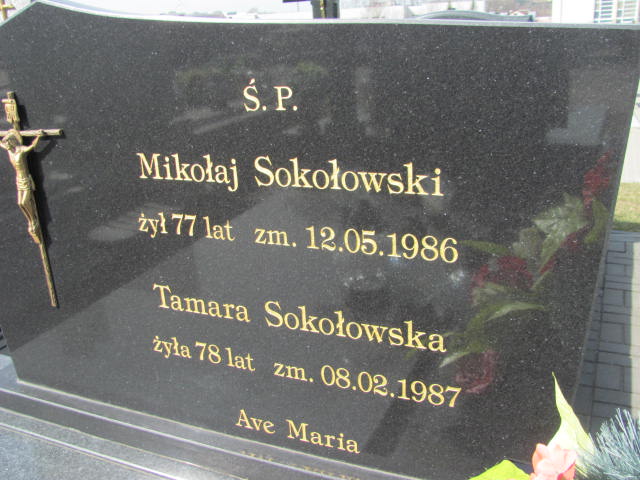 Ś. P.
Mikołaj Sokołowski
żył 77 lat zm. 12.05.1986
Tamara Sokołowska
żyła 78 lat zm. 08.02.1987
Ave Maria